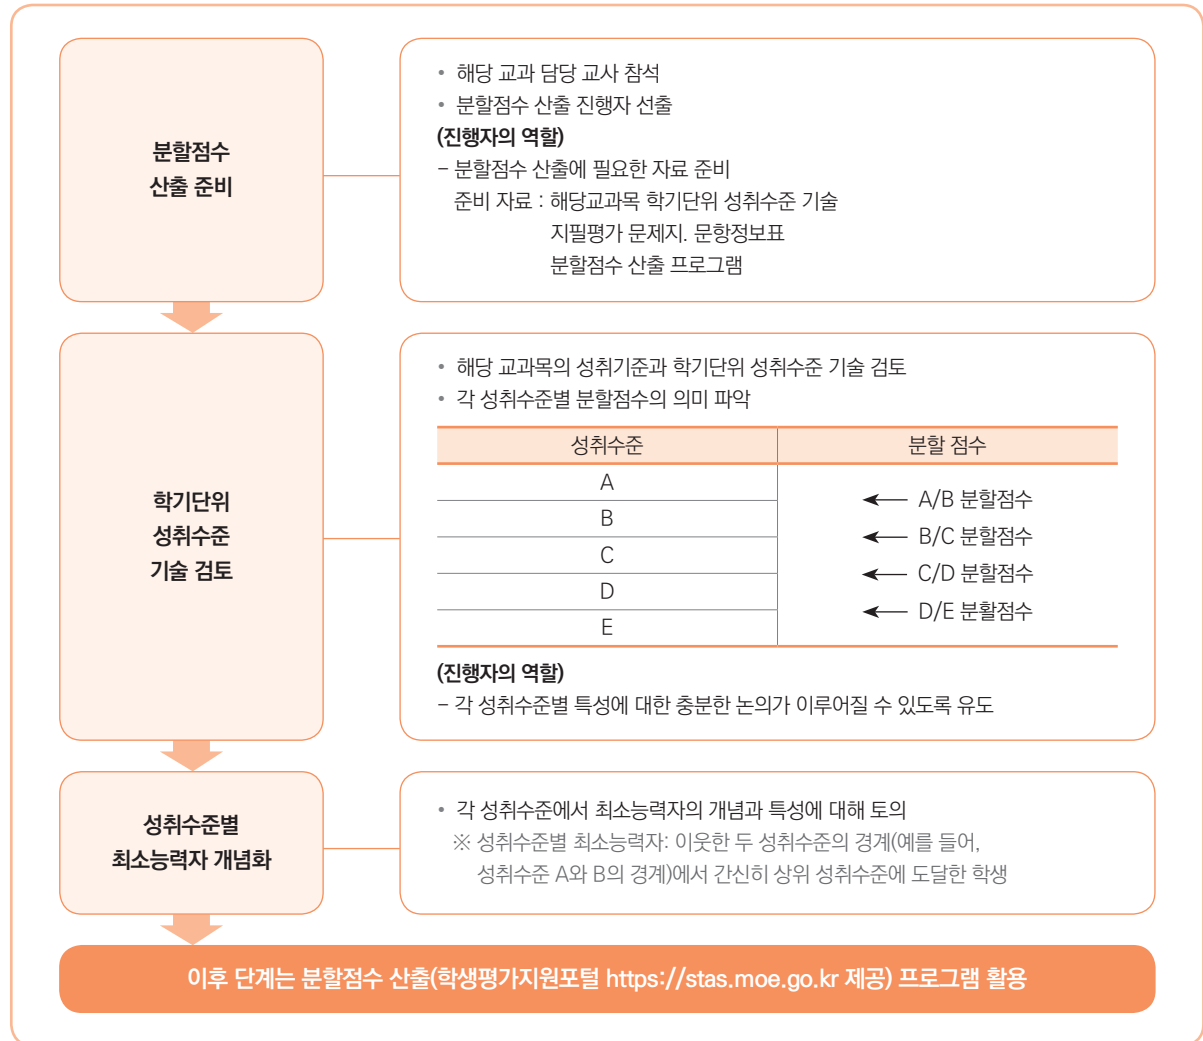 분할점수
산출 준비
• 해당 교과 담당 교사 참석
• 분할점수 산출 진행자 선출
(진행자의 역할)
– 분할점수 산출에 필요한 자료 준비
준비 자료 : 해당교과목 학기단위 성취수준 기술
지필평가 문제지. 문항정보표
분할점수 산출 프로그램
학기단위
성취수준
기술 검토
• 해당 교과목의 성취기준과 학기단위 성취수준 기술 검토
• 각 성취수준별 분할점수의 의미 파악
성취수준 분할 점수
A
B
C
D
E
← A/B 분할점수
← B/C 분할점수
← C/D 분할점수
← D/E 분활점수
(진행자의 역할)
– 각 성취수준별 특성에 대한 충분한 논의가 이루어질 수 있도록 유도
성취수준별
최소능력자 개념화
• 각 성취수준에서 최소능력자의 개념과 특성에 대해 토의
※ 성취수준별 최소능력자: 이웃한 두 성취수준의 경계(예를 들어,
성취수준 A와 B의 경계)에서 간신히 상위 성취수준에 도달한 학생
이후 단계는 분할점수 산출(학생평가지원포털 https://stas.moe.go.kr 제공) 프로그램 활용